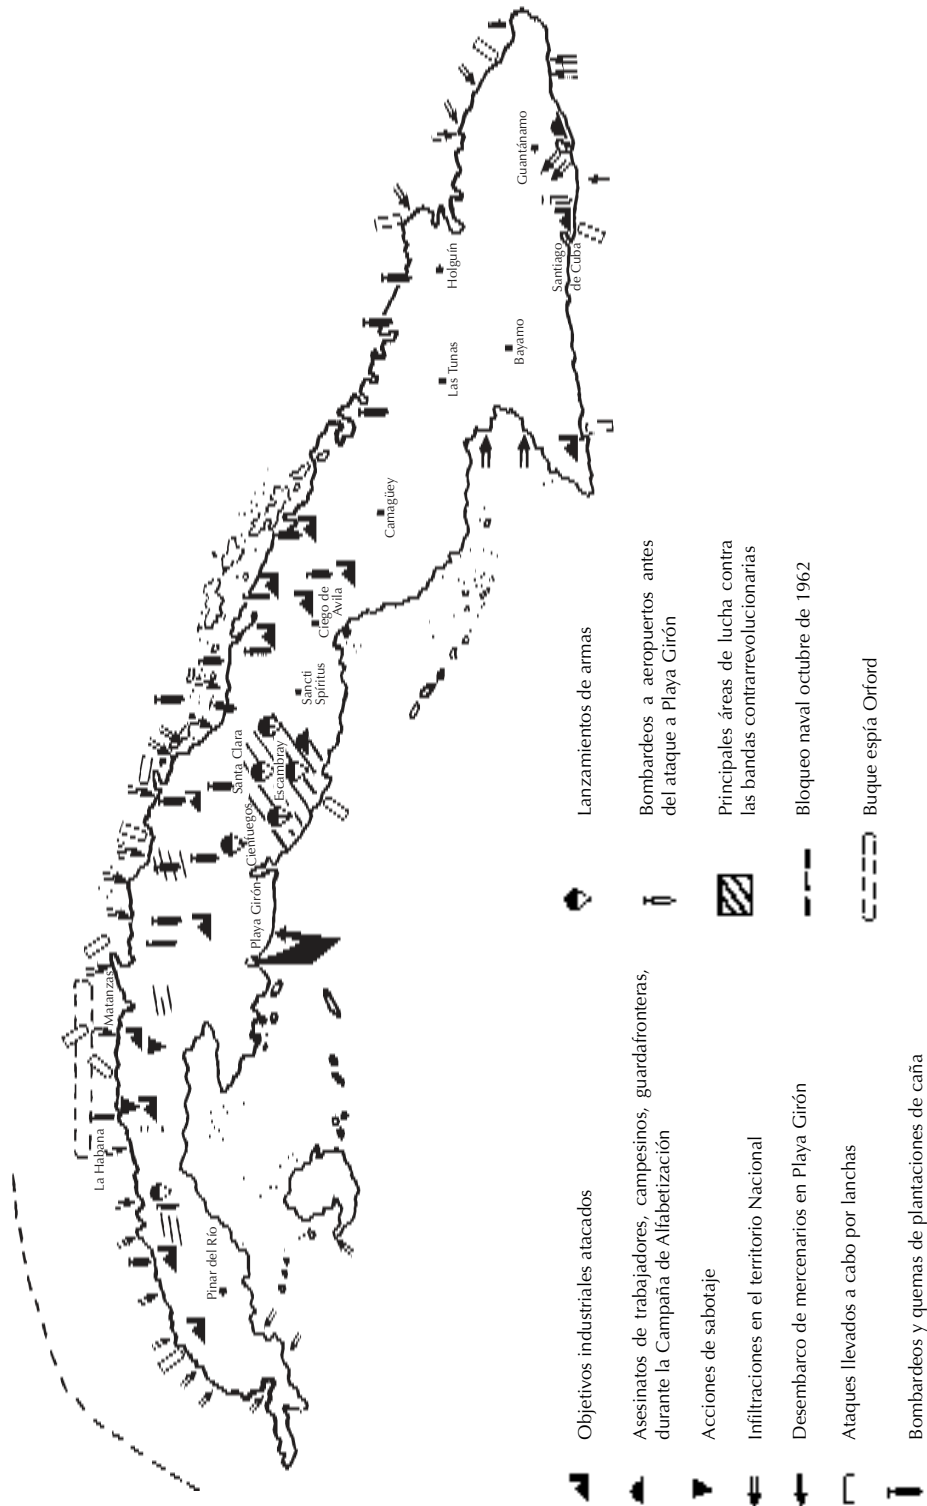 La Habana
Matanzas
Pinar del Río
Playa Girón
Cienfuegos
Santa Clara
Escambray
Sancti
Spíritus
Ciego de
Ávila
Camagüey
Las Tunas
Holguín
Bayamo
Santiago
de Cuba
Guantánamo
Objetivos industriales atacados
Asesinatos de trabajadores, campesinos, guardafronteras,
durante la Campaña de Alfabetización
Acciones de sabotaje
Infiltraciones en el territorio Nacional
Desembarco de mercenarios en Playa Girón
Ataques llevados a cabo por lanchas
Bombardeos y quemas de plantaciones de caña
Lanzamientos de armas
Bombardeos a aeropuertos antes
del ataque a Playa Girón
Principales áreas de lucha contra
las bandas contrarrevolucionarias
Bloqueo naval octubre de 1962
Buque espía Orford